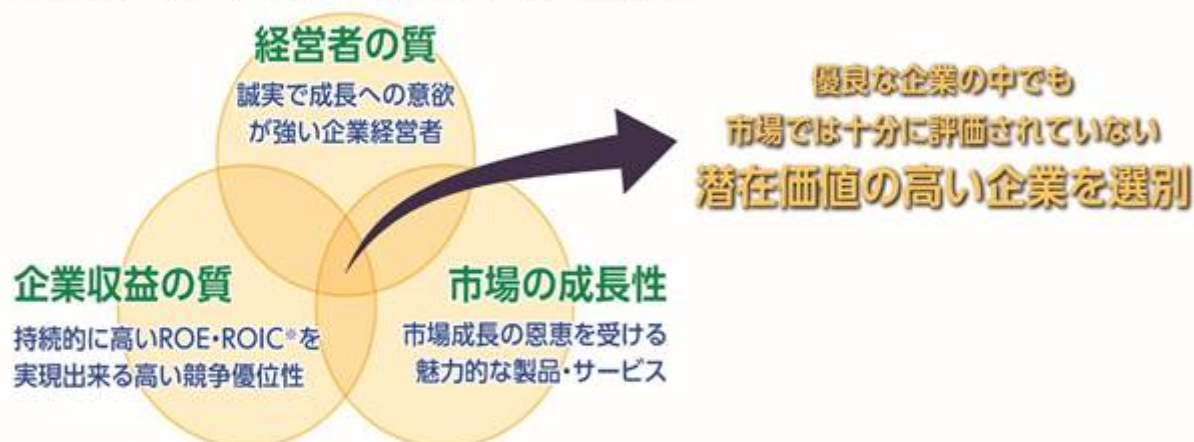 経営者の質
誠実で成長への意欲
が強い企業経営者
優良な企業の中でも
市場では十分に評価されていない
潜在価値の高い企業を選別
企業収益の質
持続的に高いROE・ROIC※を
実現出来る高い競争優位性
市場の成長性
市場成長の恩恵を受ける
魅力的な製品・サービス